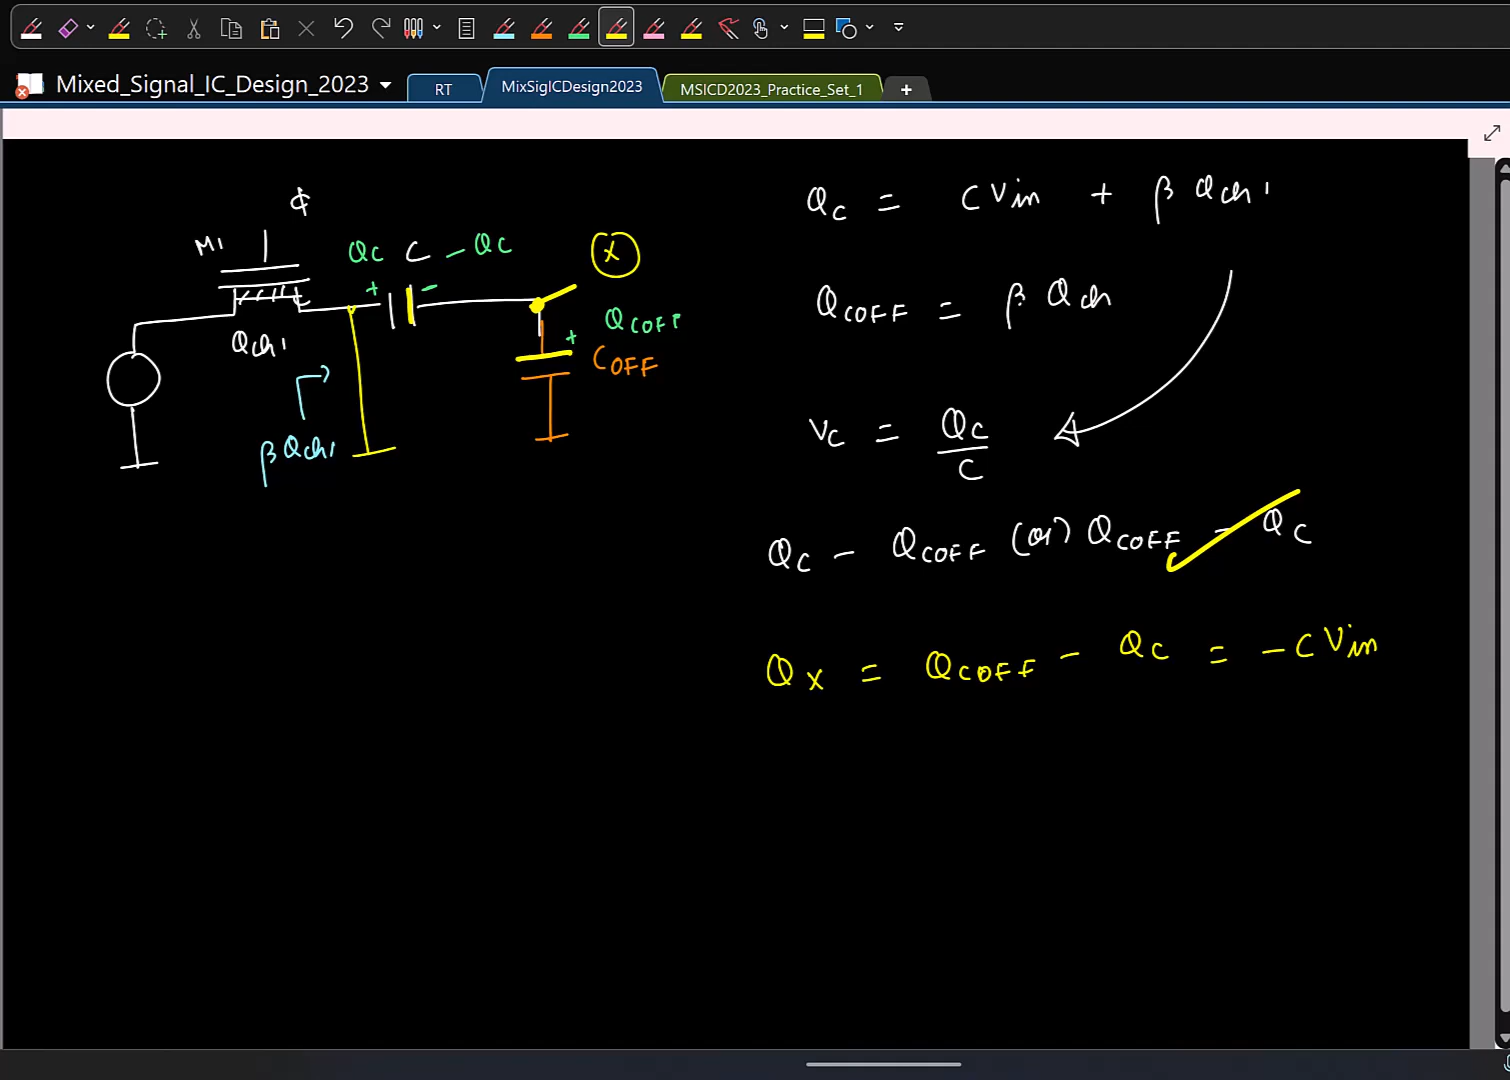 Mixed_Signal_IC_Design_2023
RT
MixSigICDesign2023
MSICD2023_Practice_Set_1
+
ϕ
M1
Qc C -Qc
+ -
X
Qch1
QCOFF
+
COFF
βQch1
Qc = CVin + βQch1
QCOFF = βQch
Vc = Qc/C
Qc - QCOFF (or) QCOFF - Qc
QX = QCOFF - Qc = -CVin